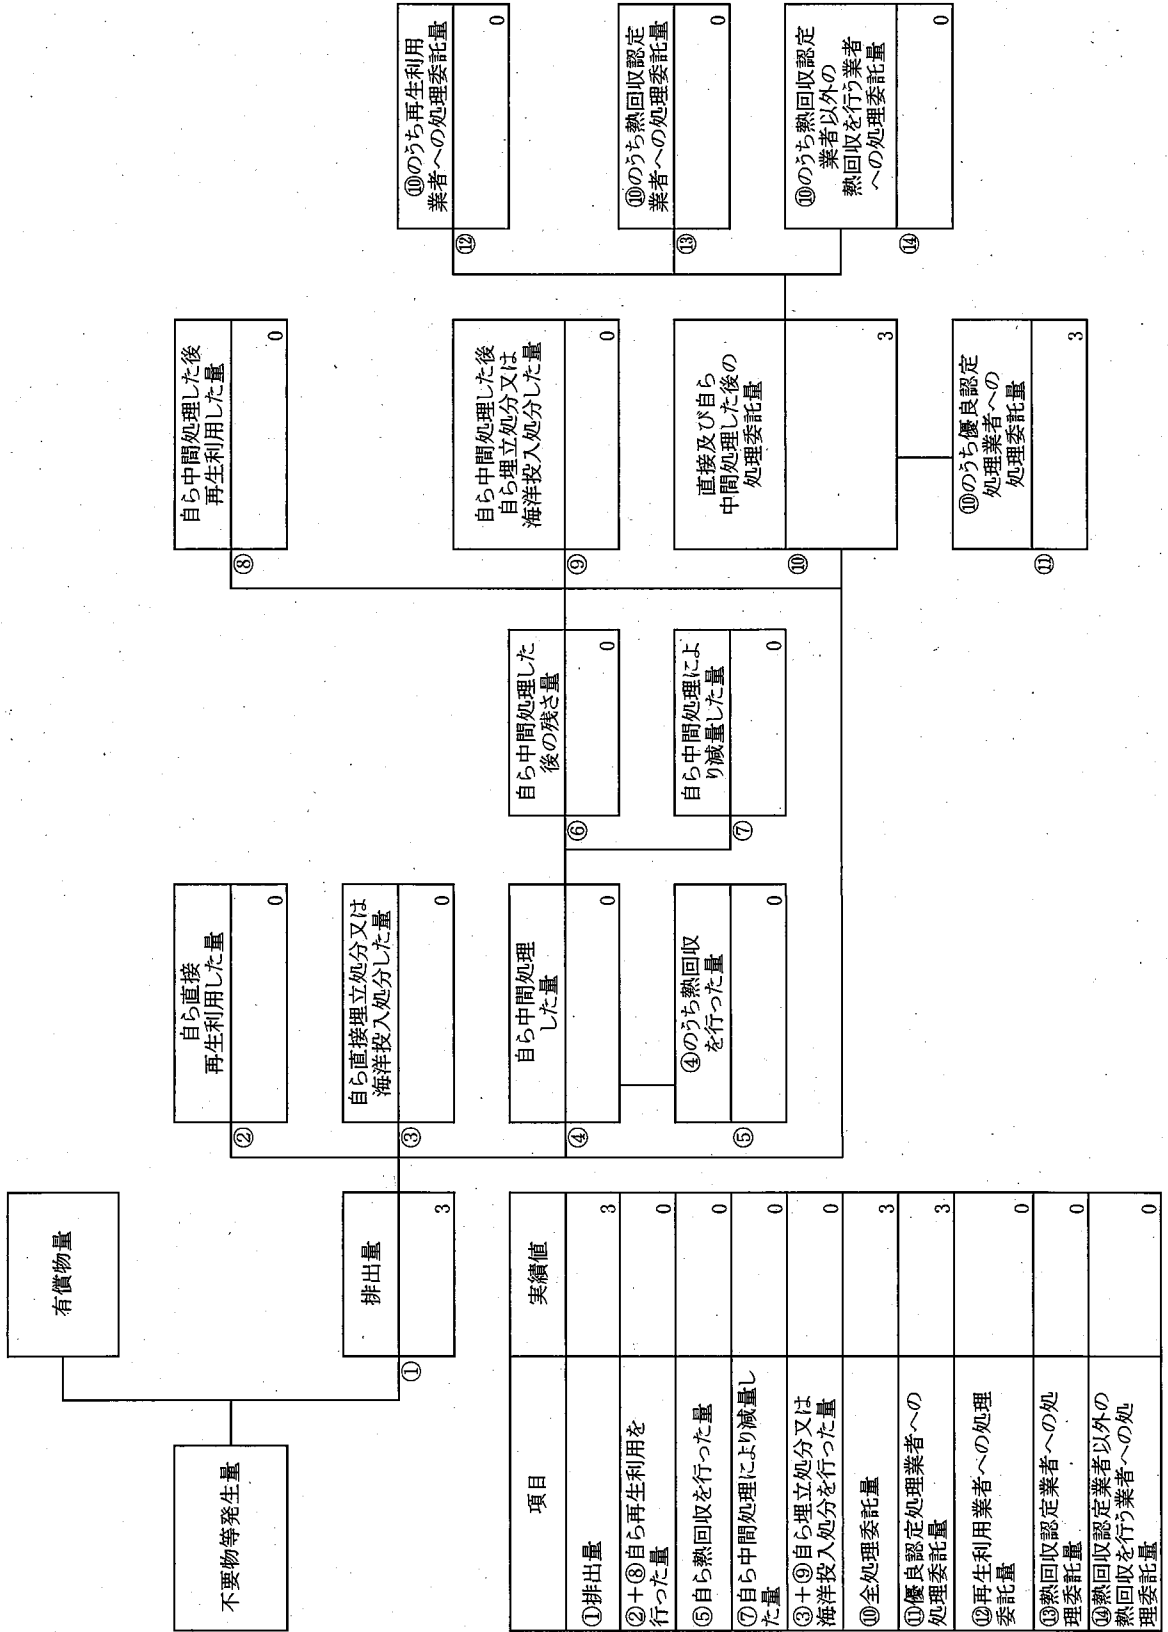 不要物等発生量
有償物量
①
排出量
3
②
自ら直接
再生利用した量
0
③
自ら直接埋立処分又は
海洋投入処分した量
0
④
自ら中間処理
した量
0
⑤
④のうち熱回収
を行った量
0
⑥
自ら中間処理した
後の残さ量
0
⑦
自ら中間処理によ
り減量した量
0
⑧
自ら中間処理した後
再生利用した量
0
⑨
自ら中間処理した後
自ら埋立処分又は
海洋投入処分した量
0
⑩
直接及び自ら
中間処理した後の
処理委託量
3
⑪
⑩のうち優良認定
処理業者への
処理委託量
3
⑫
⑩のうち再生利用
業者への処理委託量
0
⑬
⑩のうち熱回収認定
業者への処理委託量
0
⑭
⑩のうち熱回収認定
業者以外の
熱回収を行う業者
への処理委託量
0
項目 実績値
①排出量 3
②+⑧自ら再生利用を
行った量 0
⑤自ら熱回収を行った量 0
⑦自ら中間処理により減量し
た量 0
③+⑨自ら埋立処分又は
海洋投入処分を行った量 0
⑩全処理委託量 3
⑪優良認定処理業者への
処理委託量 3
⑫再生利用業者への処理
委託量 0
⑬熱回収認定業者への処
理委託量 0
⑭熱回収認定業者以外の
熱回収を行う業者への処
理委託量 0